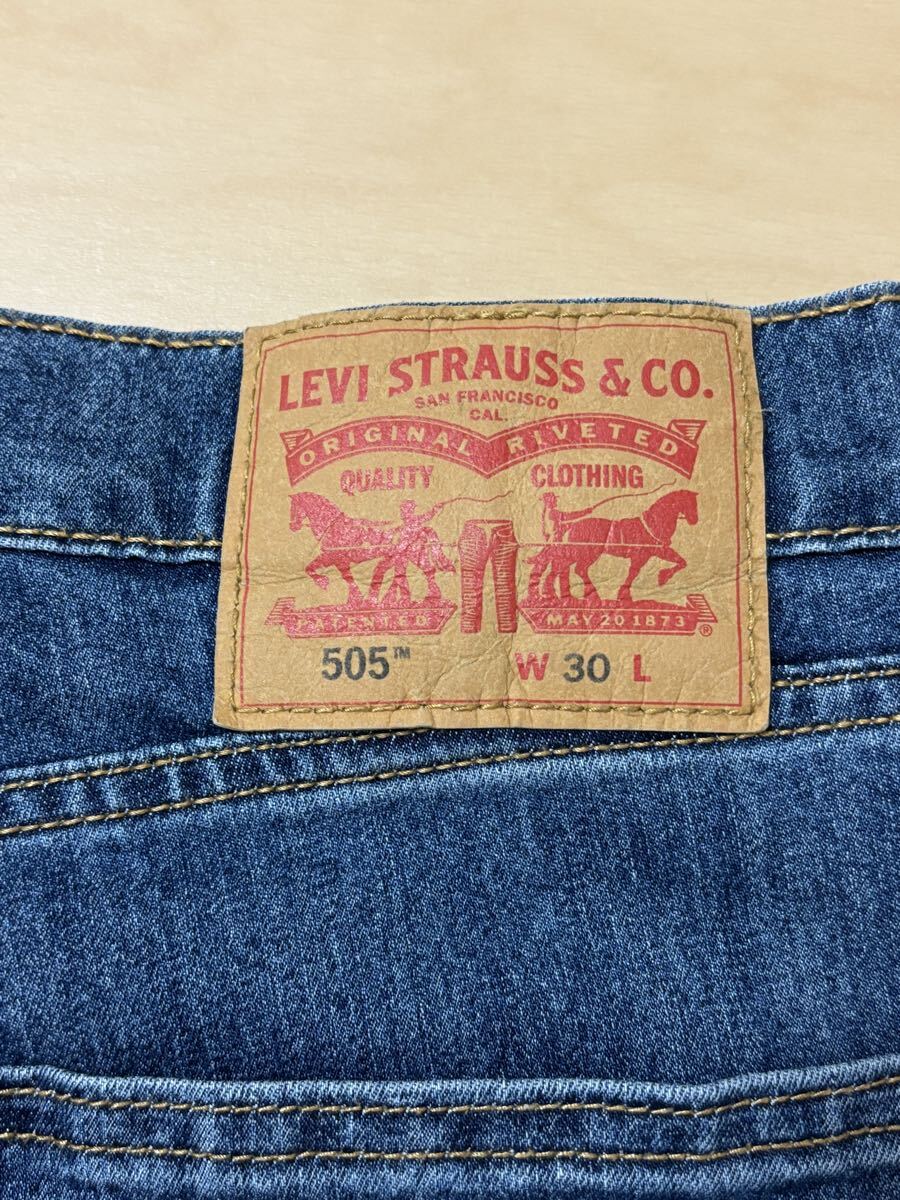 LEVI STRAUSS & CO.
SAN FRANCISCO
CAL.
ORIGINAL RIVETED
QUALITY CLOTHING
PATENTED MAY 20 1873 ®
505™ W 30 L